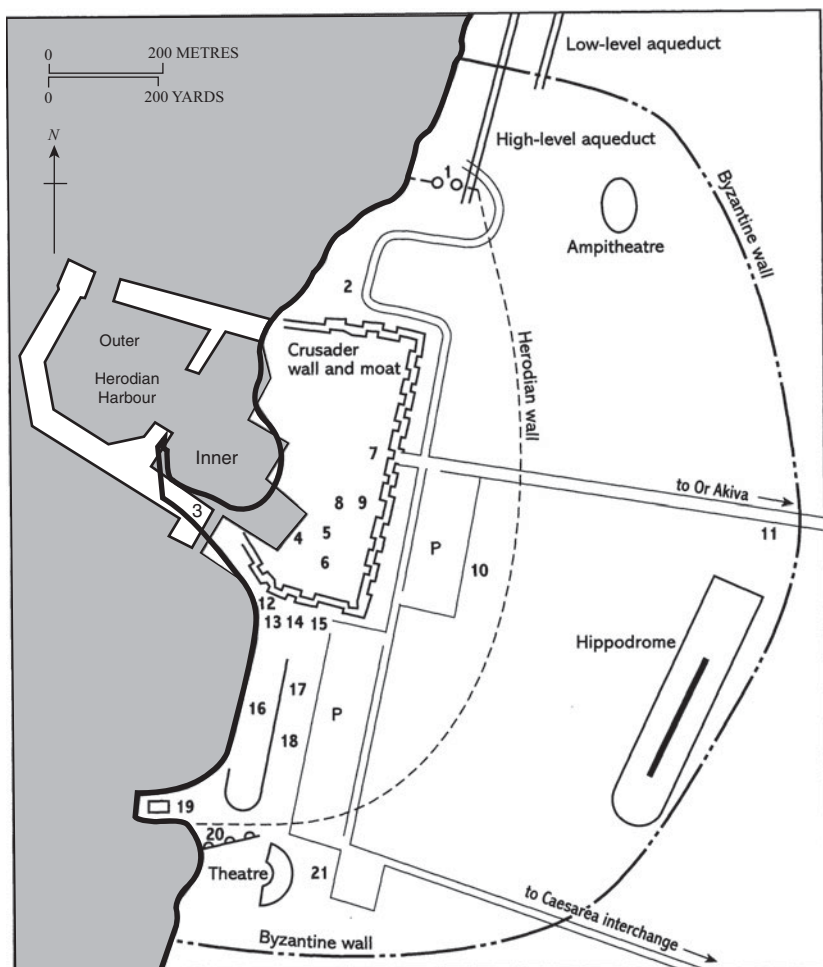 Low-level aqueduct
0 200 METRES
0 200 YARDS
N
High-level aqueduct
1
Byzantine wall
Ampitheatre
2
Outer
Herodian
Harbour
Inner
Crusader
wall and moat
Herodian wall
7
to Or Akiva
3
8 9
4 5
6
P
10
11
12
13 14 15
Hippodrome
16
17
18
P
19
20
Theatre
21
to Caesarea interchange
Byzantine wall